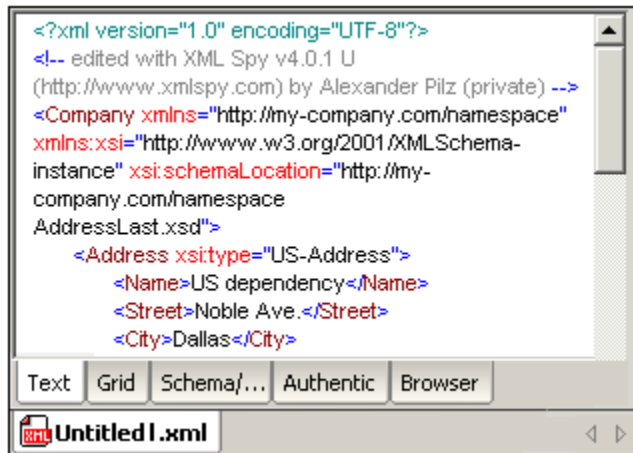 <?xml version="1.0" encoding="UTF-8"?>
<!-- edited with XML Spy v4.0.1 U
(http://www.xmlspy.com) by Alexander Pilz (private) -->
<Company xmlns="http://my-company.com/namespace"
xmlns:xsi="http://www.w3.org/2001/XMLSchema-
instance" xsi:schemaLocation="http://my-
company.com/namespace
AddressLast.xsd">
<Address xsi:type="US-Address">
<Name>US dependency</Name>
<Street>Noble Ave.</Street>
<City>Dallas</City>
Text Grid Schema/... Authentic Browser
XML Untitled1.xml